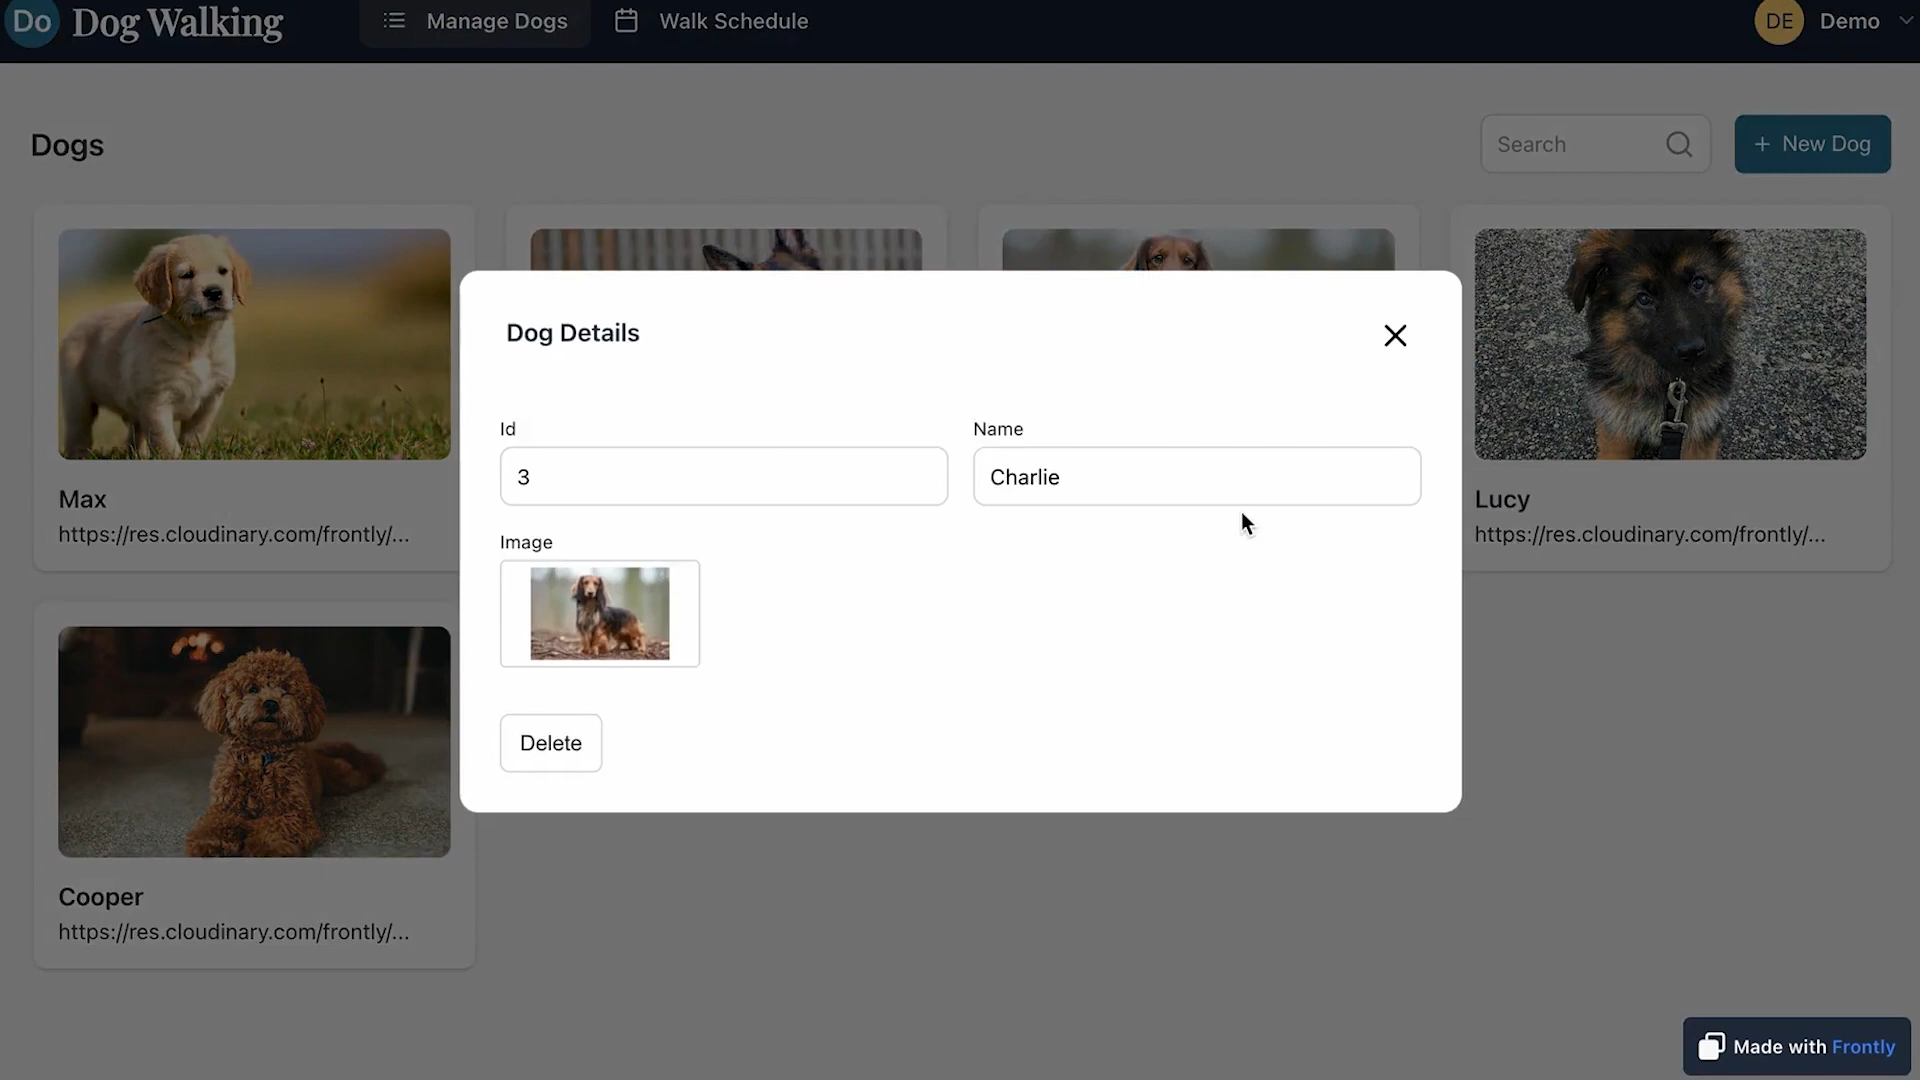 Do Dog Walking
Manage Dogs
Walk Schedule
DE Demo
Dogs
Search
+ New Dog
Dog Details
Id
Name
3
Charlie
Image
Delete
Max
https://res.cloudinary.com/frontly/...
Lucy
https://res.cloudinary.com/frontly/...
Cooper
https://res.cloudinary.com/frontly/...
Made with Frontly